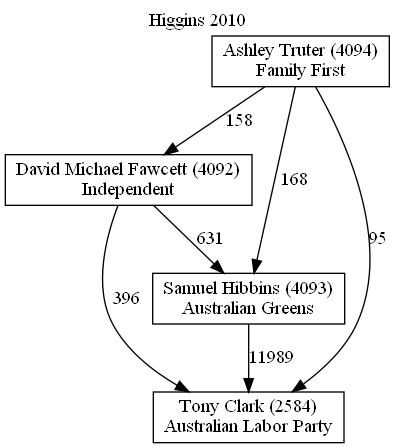 Higgins 2010
Ashley Truter (4094)
Family First
158
David Michael Fawcett (4092)
Independent
168
631
95
Samuel Hibbins (4093)
Australian Greens
396
11989
Tony Clark (2584)
Australian Labor Party